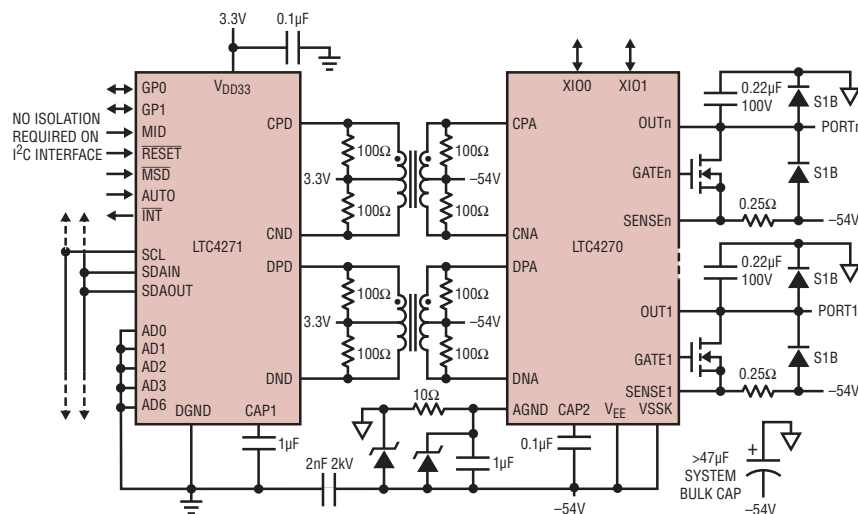 3.3V
0.1µF
GP0
GP1
MID
RESET
MSD
AUTO
INT
NO ISOLATION
REQUIRED ON
I2C INTERFACE
SCL
SDAIN
SDAOUT
AD0
AD1
AD2
AD3
AD6
VDD33
LTC4271
CPD
CND
DPD
DND
DGND
CAP1
1µF
2nF 2kV
100Ω
100Ω
3.3V
–54V
100Ω
100Ω
100Ω
100Ω
3.3V
–54V
100Ω
100Ω
10Ω
1µF
XIO0
XIO1
CPA
CNA
LTC4270
DPA
DNA
AGND
CAP2
VEE
VSSK
0.1µF
–54V
OUTn
GATEn
SENSEn
OUT1
GATE1
SENSE1
0.22µF
100V
S1B
PORTn
S1B
0.25Ω
–54V
0.22µF
100V
S1B
PORT1
S1B
0.25Ω
–54V
+
>47µF
SYSTEM
BULK CAP
–54V